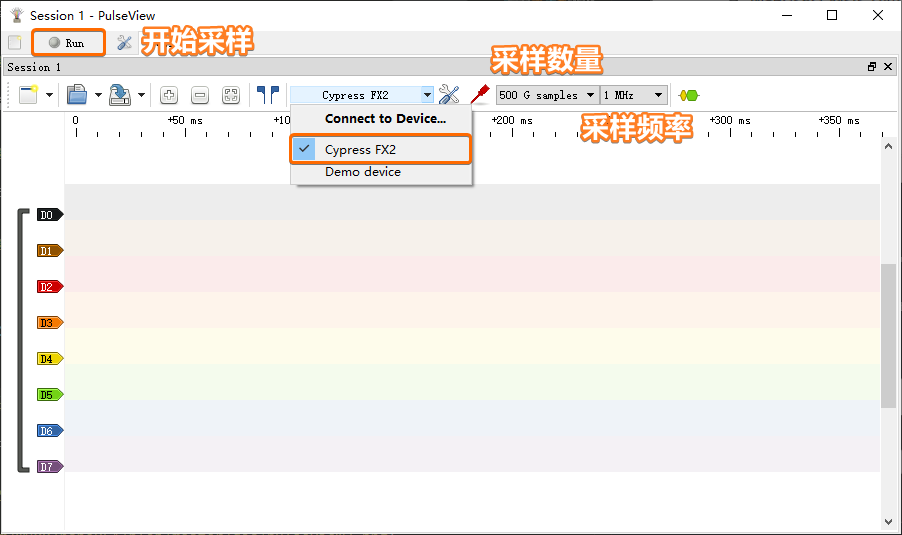 Session 1 - PulseView
Run
开始采样
采样数量
Session 1
Cypress FX2
500 G samples
1 MHz
采样频率
0
+50 ms
+10
+200 ms
+300 ms
+350 ms
Connect to Device...
Cypress FX2
Demo device
D0
D1
D2
D3
D4
D5
D6
D7